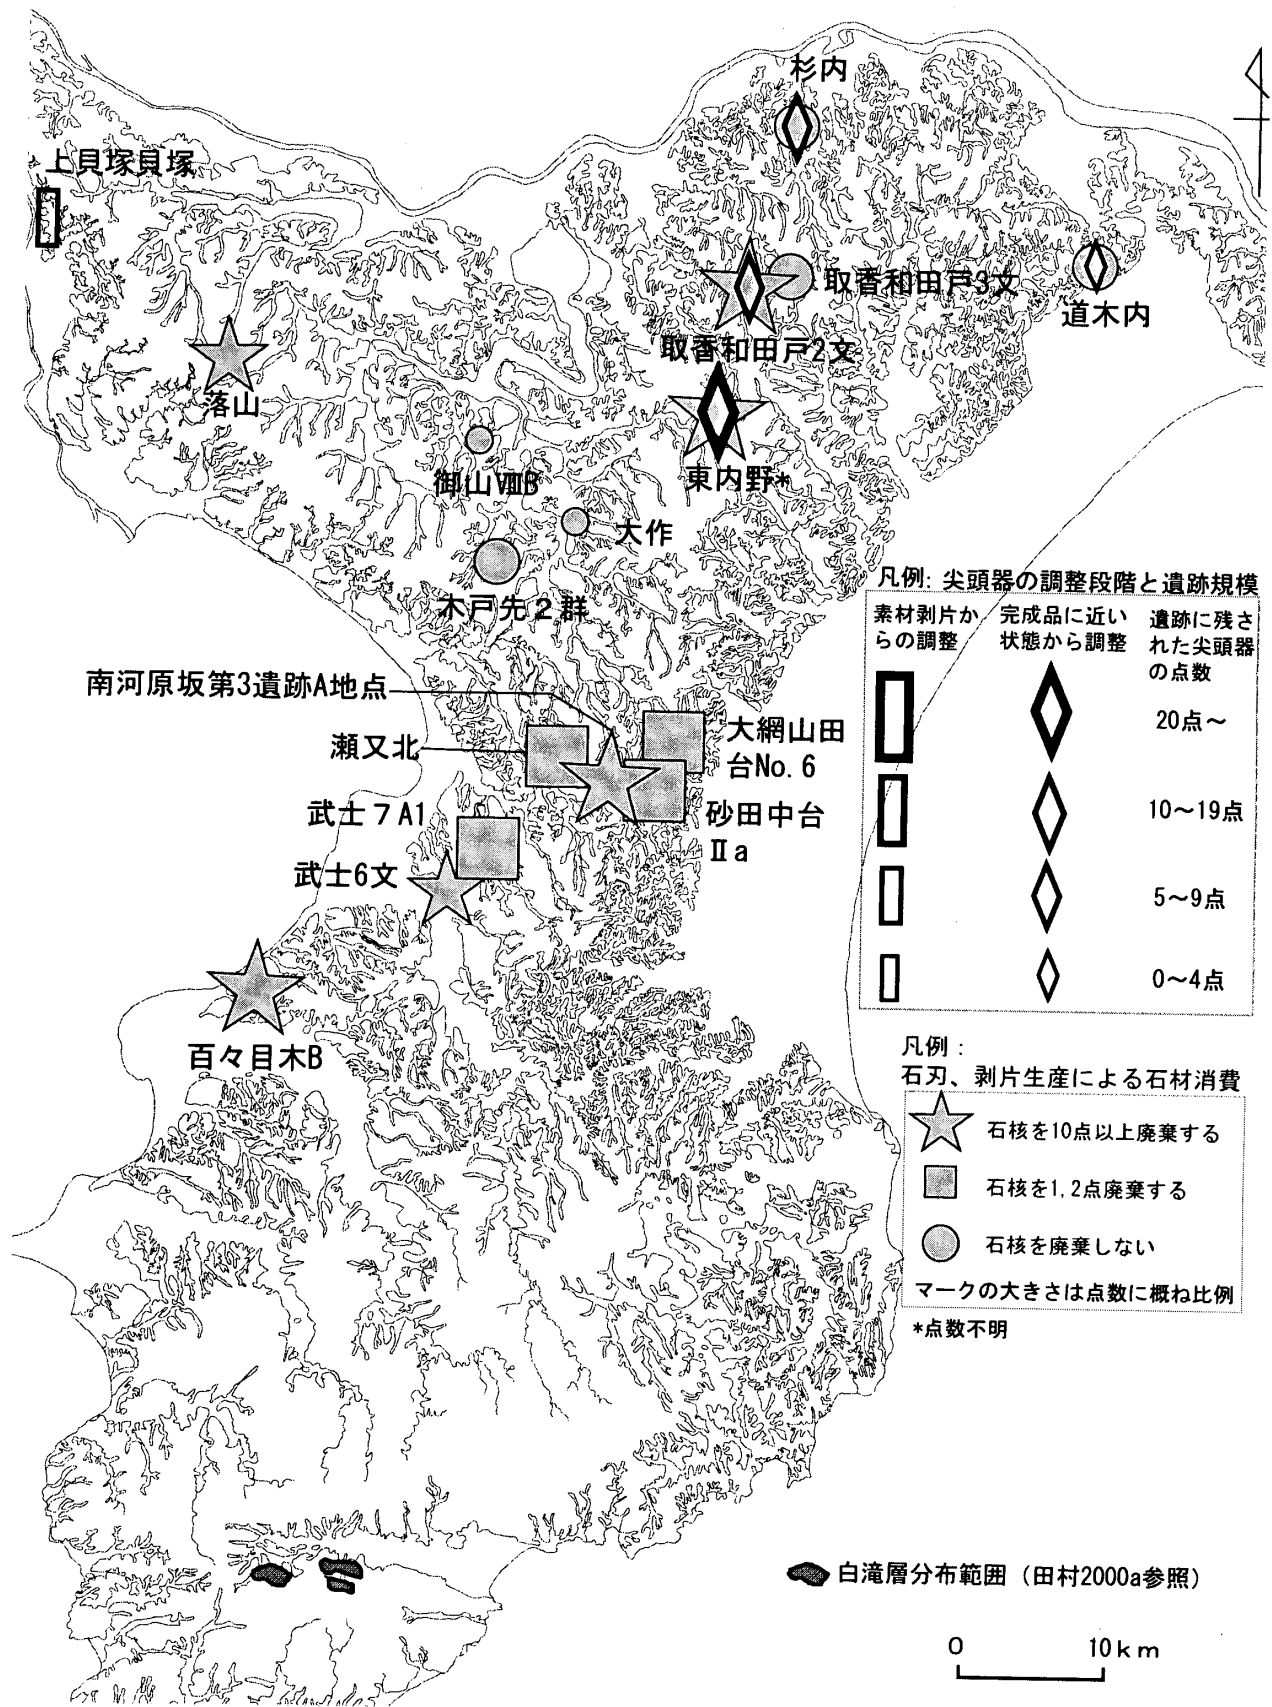 杉内
上貝塚貝塚
取香和田戸3文
道木内
取香和田戸2文
落山
東内野*
御山ⅧB
大作
木戸先2群
凡例: 尖頭器の調整段階と遺跡規模
素材剥片か
らの調整
完成品に近い
状態から調整
遺跡に残さ
れた尖頭器
の点数
20点～
10～19点
5～9点
0～4点
南河原坂第3遺跡A地点
瀬又北
大網山田
台No. 6
武士7A1
砂田中台
Ⅱa
武士6文
百々目木B
凡例：
石刃、剥片生産による石材消費
石核を10点以上廃棄する
石核を1, 2点廃棄する
石核を廃棄しない
マークの大きさは点数に概ね比例
*点数不明
白滝層分布範囲（田村2000a参照）
0 10km